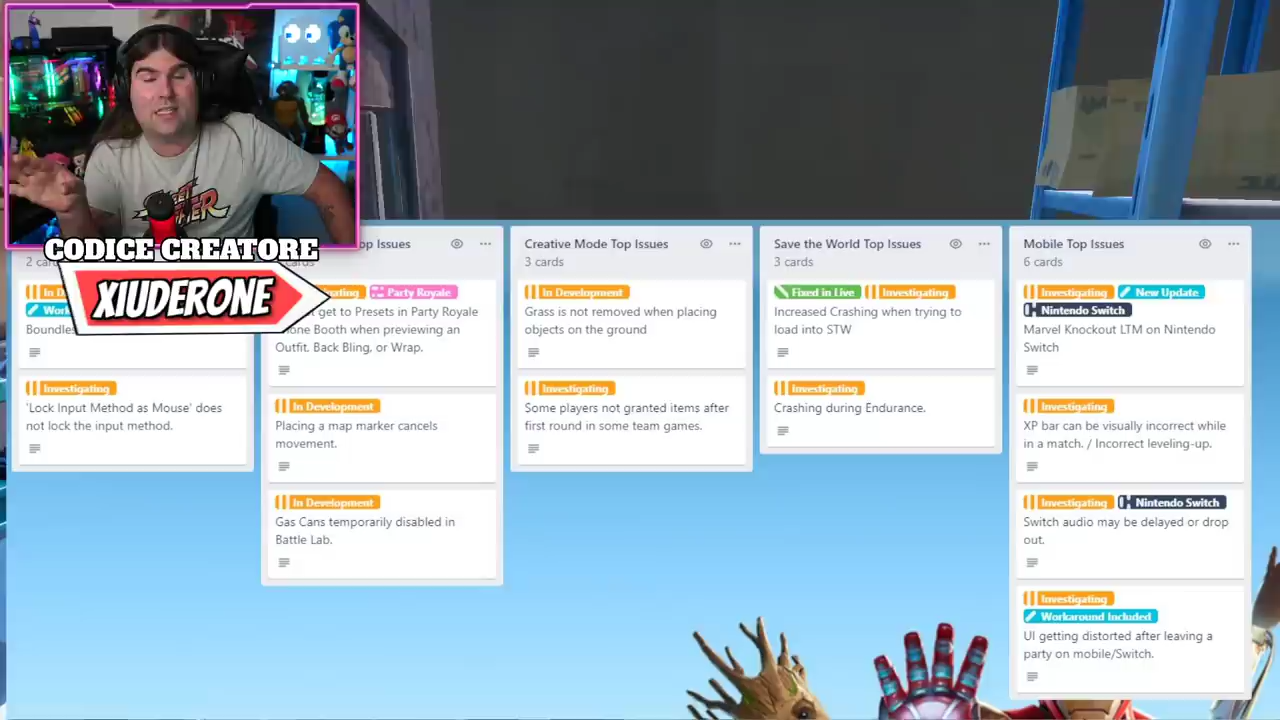 CODICE CREATORE
XIUDERONE
2
op Issues
Party Royale
get to Presets in Party Royale
Booth when previewing an
Outfit, Back Bling, or Wrap.
Investigating
'Lock Input Method as Mouse' does
not lock the input method.
In Development
Placing a map marker cancels
movement.
In Development
Gas Cans temporarily disabled in
Battle Lab.
Creative Mode Top Issues
3 cards
In Development
Grass is not removed when placing
objects on the ground
Investigating
Some players not granted items after
first round in some team games.
Save the World Top Issues
3 cards
Fixed in Live
Investigating
Increased Crashing when trying to
load into STW
Investigating
Crashing during Endurance.
Mobile Top Issues
6 cards
Investigating
New Update
Nintendo Switch
Marvel Knockout LTM on Nintendo
Switch
Investigating
XP bar can be visually incorrect while
in a match. / Incorrect leveling-up.
Investigating
Nintendo Switch
Switch audio may be delayed or drop
out.
Investigating
Workaround Included
UI getting distorted after leaving a
party on mobile/Switch.